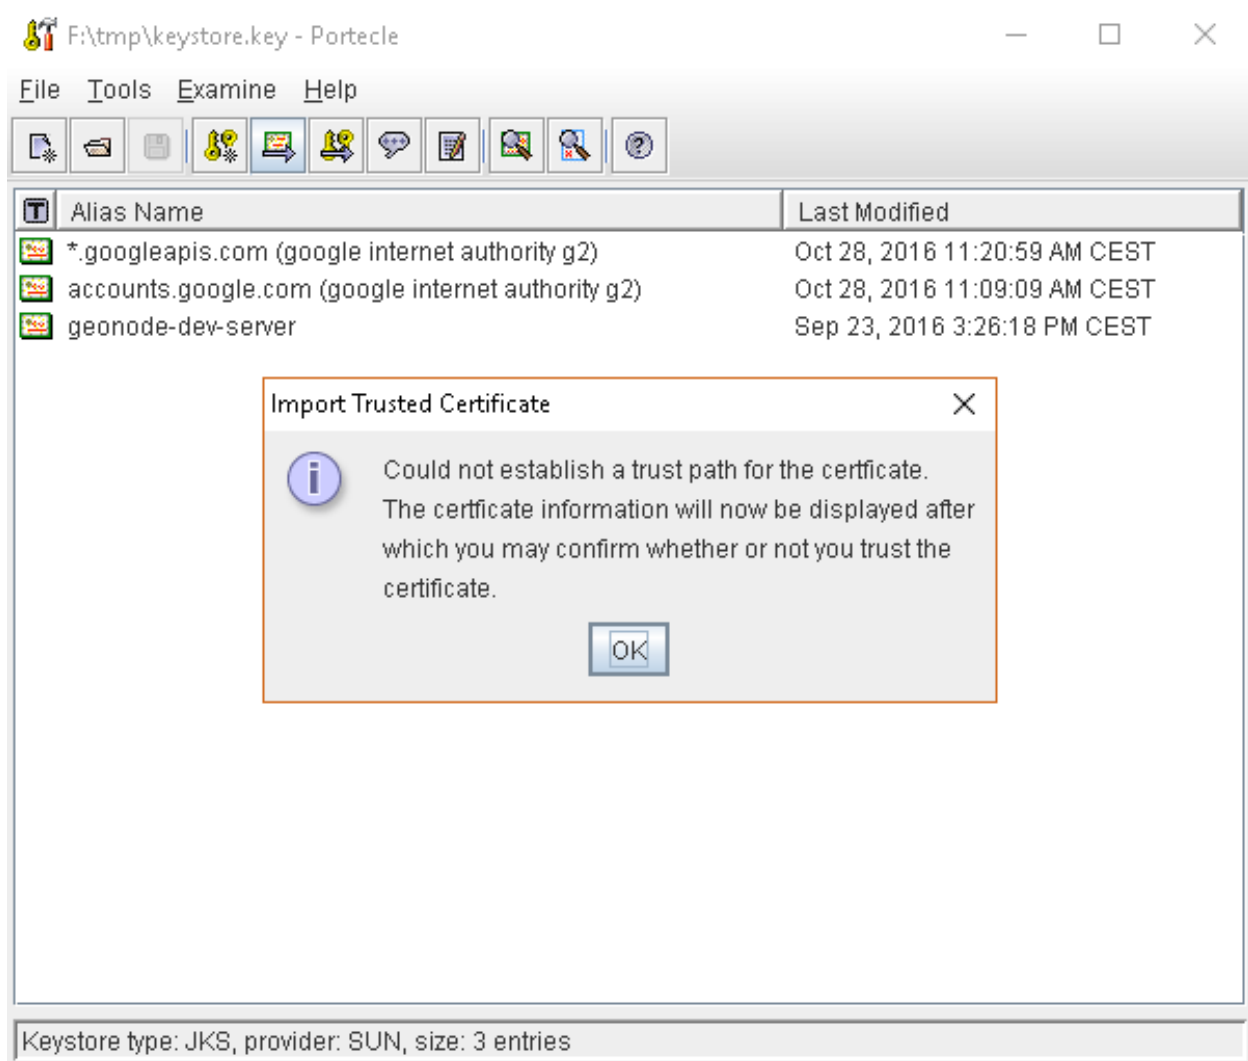 F:\tmp\keystore.key - Portecle
File Tools Examine Help
T Alias Name Last Modified
*.googleapis.com (google internet authority g2) Oct 28, 2016 11:20:59 AM CEST
accounts.google.com (google internet authority g2) Oct 28, 2016 11:09:09 AM CEST
geonode-dev-server Sep 23, 2016 3:26:18 PM CEST
Import Trusted Certificate
Could not establish a trust path for the certficate.
The certficate information will now be displayed after
which you may confirm whether or not you trust the
certificate.
OK
Keystore type: JKS, provider: SUN, size: 3 entries